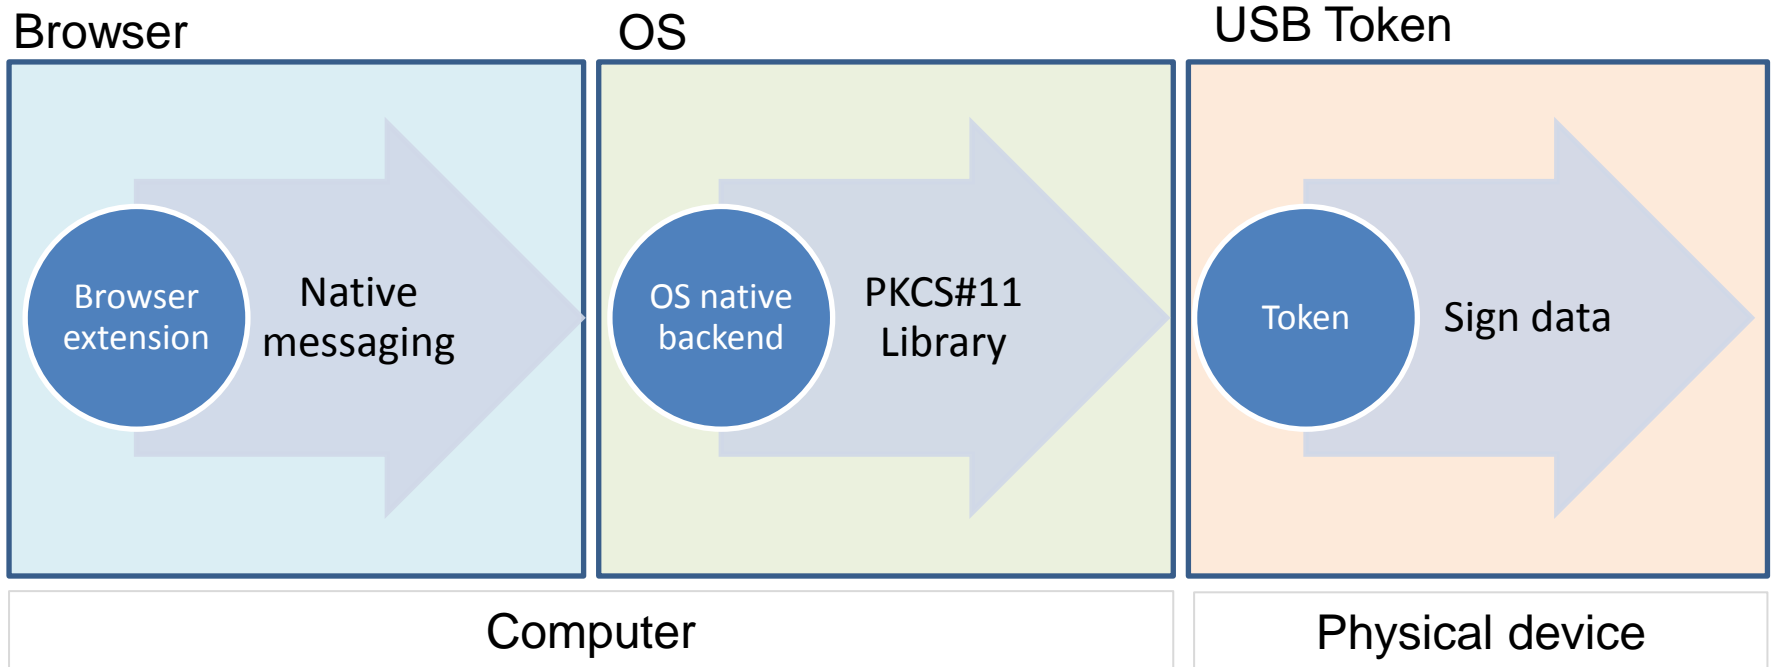 Browser
OS
USB Token
Browser
extension
Native
messaging
OS native
backend
PKCS#11
Library
Token
Sign data
Computer
Physical device